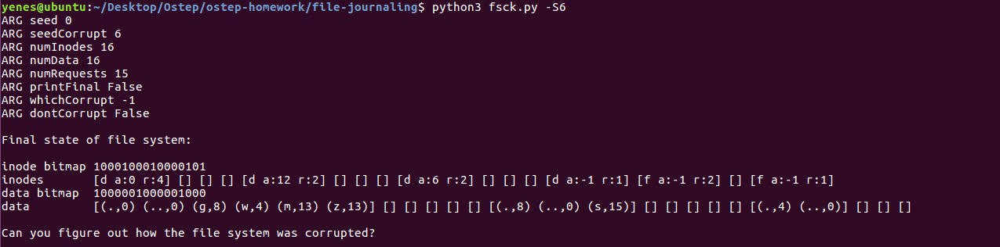 yenes@ubuntu:~/Desktop/Ostep/ostep-homework/file-journaling$ python3 fsck.py -S6
ARG seed 0
ARG seedCorrupt 6
ARG numInodes 16
ARG numData 16
ARG numRequests 15
ARG printFinal False
ARG whichCorrupt -1
ARG dontCorrupt False
Final state of file system:
inode bitmap 1000100010000101
inodes [d a:0 r:4] [] [] [] [d a:12 r:2] [] [] [] [d a:6 r:2] [] [] [] [d a:-1 r:1] [f a:-1 r:2] [] [f a:-1 r:1]
data bitmap 1000001000001000
data [(.,0) (..,0) (g,8) (w,4) (m,13) (z,13)] [] [] [] [] [] [(.,8) (..,0) (s,15)] [] [] [] [] [] [(.,4) (..,0)] [] [] []
Can you figure out how the file system was corrupted?